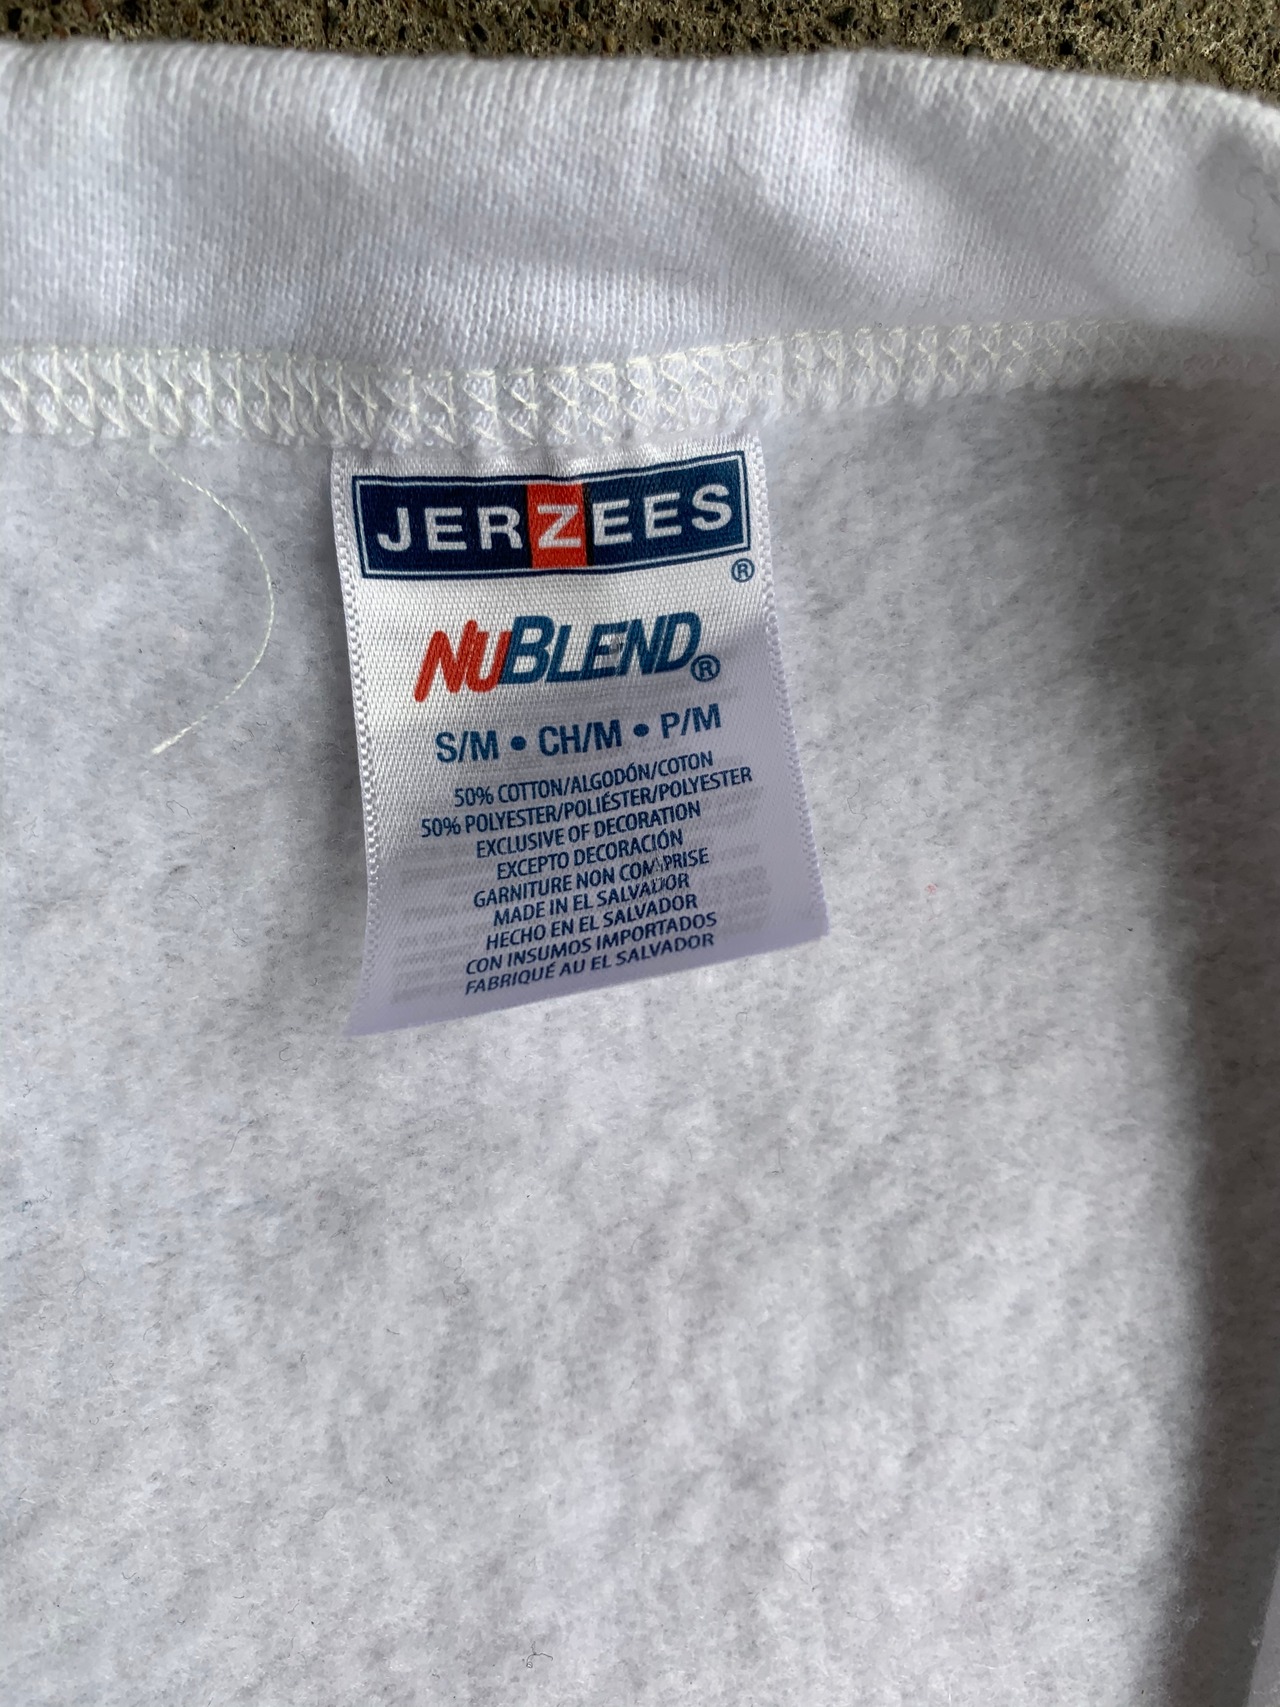 JERZEES
®
NUBLEND®
S/M • CH/M • P/M
50% COTTON/ALGODÓN/COTON
50% POLYESTER/POLIÉSTER/POLYESTER
EXCLUSIVE OF DECORATION
EXCEPTO DECORACIÓN
GARNITURE NON COMPRISE
MADE IN EL SALVADOR
HECHO EN EL SALVADOR
CON INSUMOS IMPORTADOS
FABRIQUÉ AU EL SALVADOR